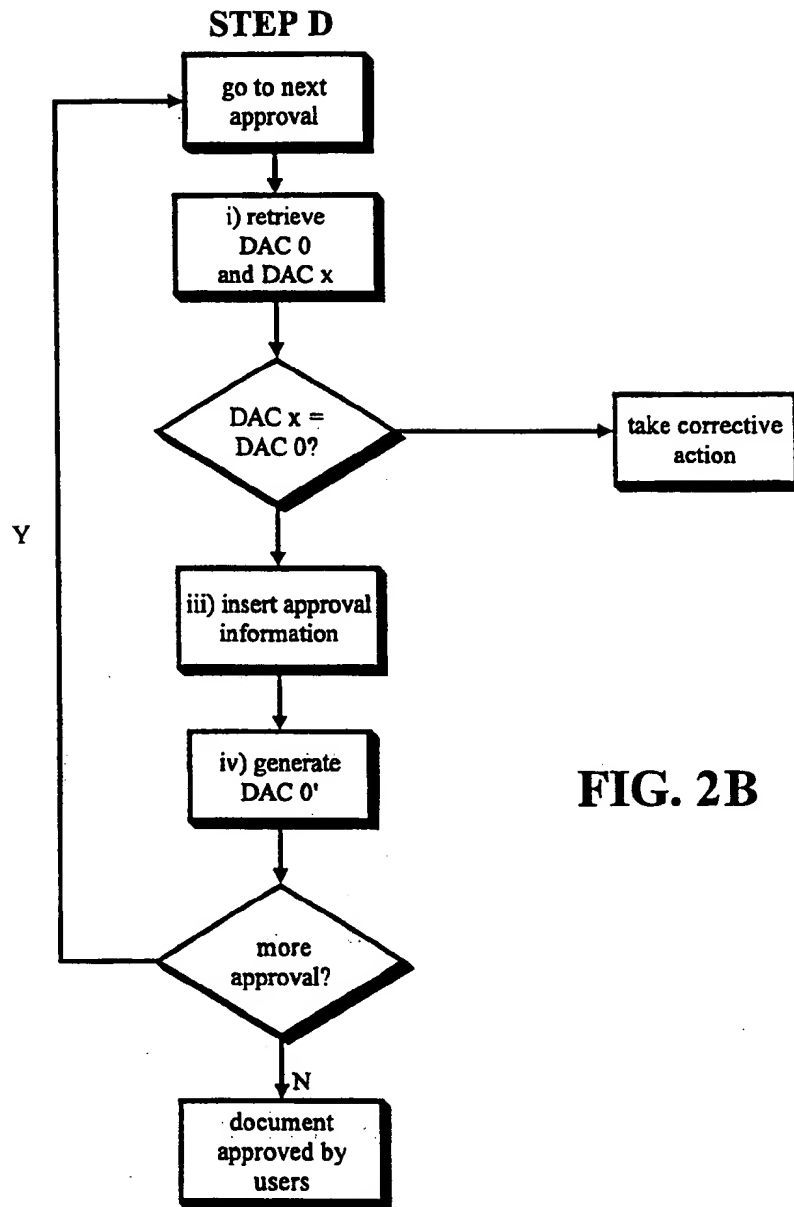 STEP D
go to next
approval
i) retrieve
DAC 0
and DAC x
DAC x =
DAC 0?
take corrective
action
Y
iii) insert approval
information
iv) generate
DAC 0'
FIG. 2B
more
approval?
N
document
approved by
users